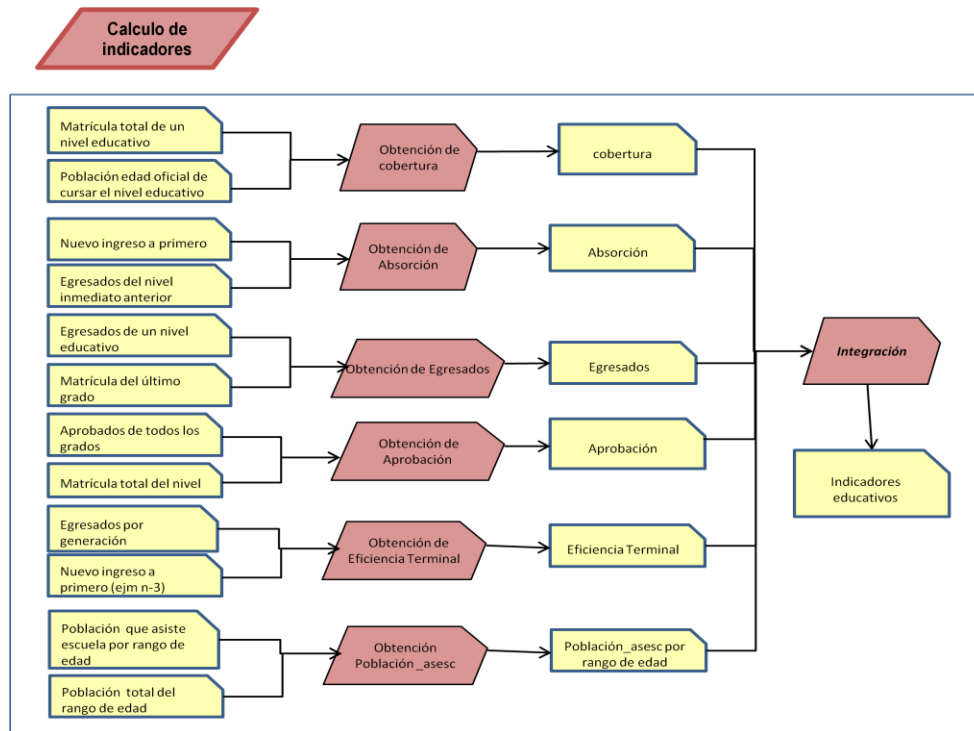 Calculo de
indicadores
Matrícula total de un
nivel educativo
Población edad oficial de
cursar el nivel educativo
Obtención de
cobertura
cobertura
Nuevo ingreso a primero
Egresados del nivel
inmediato anterior
Obtención de
Absorción
Absorción
Egresados de un nivel
educativo
Matrícula del último
grado
Obtención de Egresados
Egresados
Aprobados de todos los
grados
Matrícula total del nivel
Obtención de
Aprobación
Aprobación
Egresados por
generación
Nuevo ingreso a
primero (ejm n-3)
Obtención de
Eficiencia Terminal
Eficiencia Terminal
Población que asiste
escuela por rango de
edad
Población total del
rango de edad
Obtención
Población_asesc
Población_asesc por
rango de edad
Integración
Indicadores
educativos